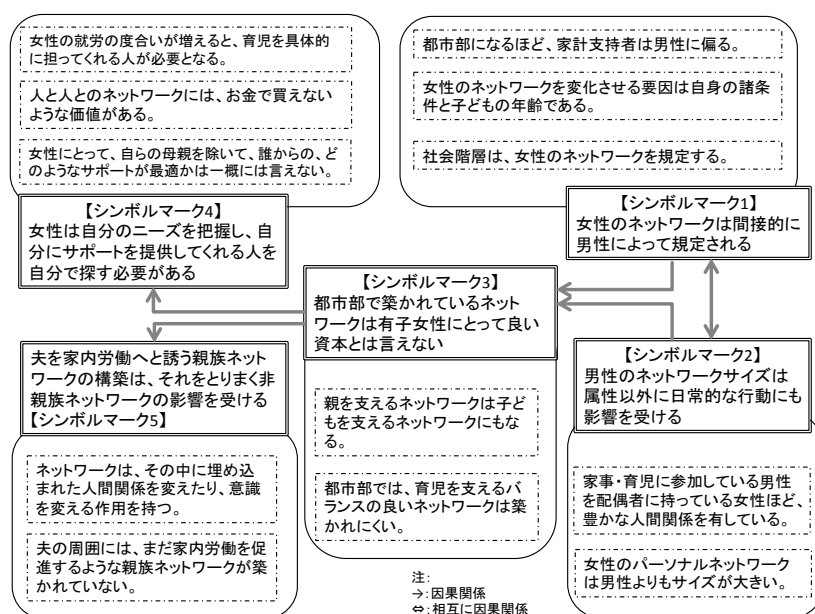 女性の就労の度合いが増えると、育児を具体的
に担ってくれる人が必要となる。
人と人とのネットワークには、お金で買えない
ような価値がある。
女性にとって、自らの母親を除いて、誰からの、ど
のようなサポートが最適かは一概には言えない。
【シンボルマーク4】
女性は自分のニーズを把握し、自
分にサポートを提供してくれる人を
自分で探す必要がある
都市部になるほど、家計支持者は男性に偏る。
女性のネットワークを変化させる要因は自身の諸条
件と子どもの年齢である。
社会階層は、女性のネットワークを規定する。
【シンボルマーク1】
女性のネットワークは間接的に
男性によって規定される
【シンボルマーク3】
都市部で築かれているネット
ワークは有子女性にとって良い
資本とは言えない
親を支えるネットワークは子ど
もを支えるネットワークにもな
る。
都市部では、育児を支えるバ
ランスの良いネットワークは築
かれにくい。
夫を家内労働へと誘う親族ネット
ワークの構築は、それをとりまく非
親族ネットワークの影響を受ける
【シンボルマーク5】
ネットワークは、その中に埋め込
まれた人間関係を変えたり、意識
を変える作用を持つ。
夫の周囲には、まだ家内労働を促
進するような親族ネットワークが築
かれていない。
【シンボルマーク2】
男性のネットワークサイズは
属性以外に日常的な行動にも
影響を受ける
家事・育児に参加している男性
を配偶者に持っている女性ほど、
豊かな人間関係を有している。
女性のパーソナルネットワーク
は男性よりもサイズが大きい。
注:
→:因果関係
⇔:相互に因果関係